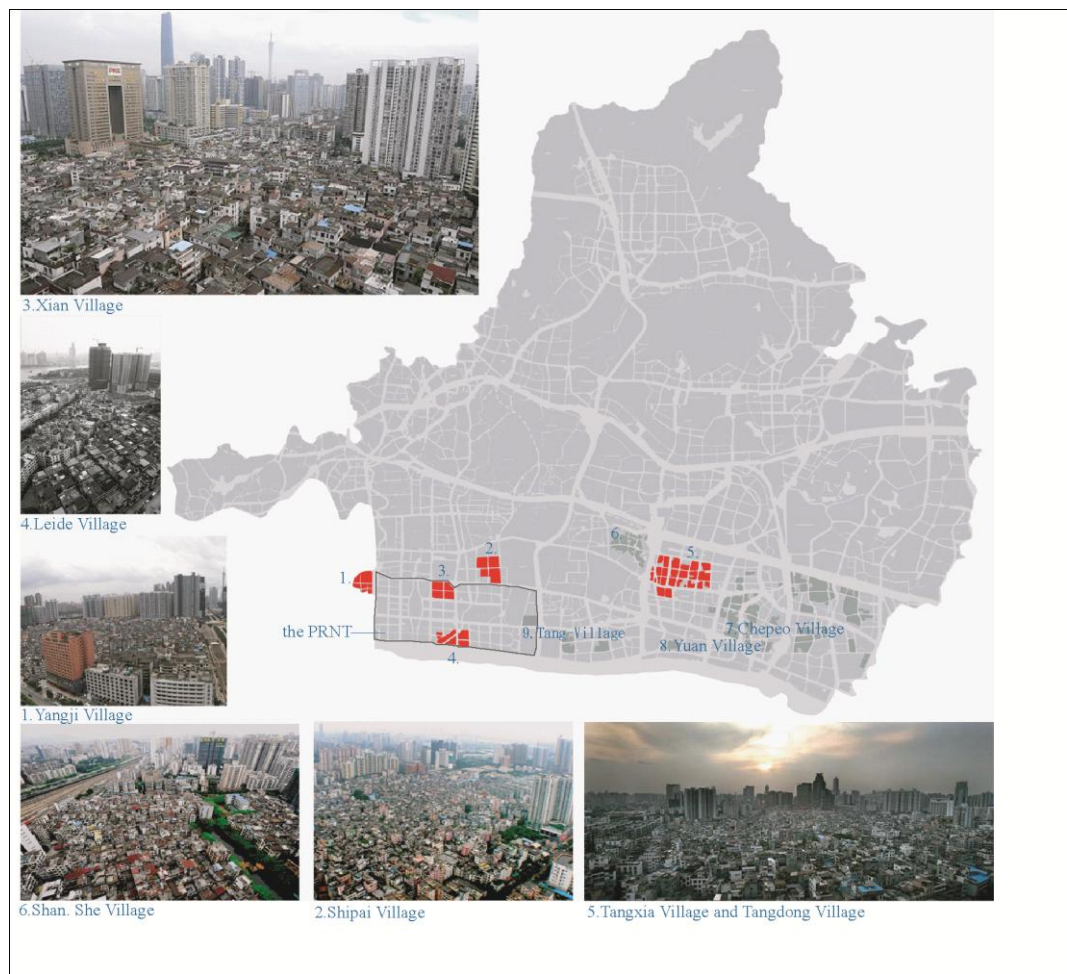 3.Xian Village
4.Leide Village
1.Yangji Village
6.Shan. She Village
2.Shipai Village
5.Tangxia Village and Tangdong Village
1.
2.
3.
4.
5.
6.
the PRNT
9. Tang Village
7.Chepeo Village
8.Yuan Village